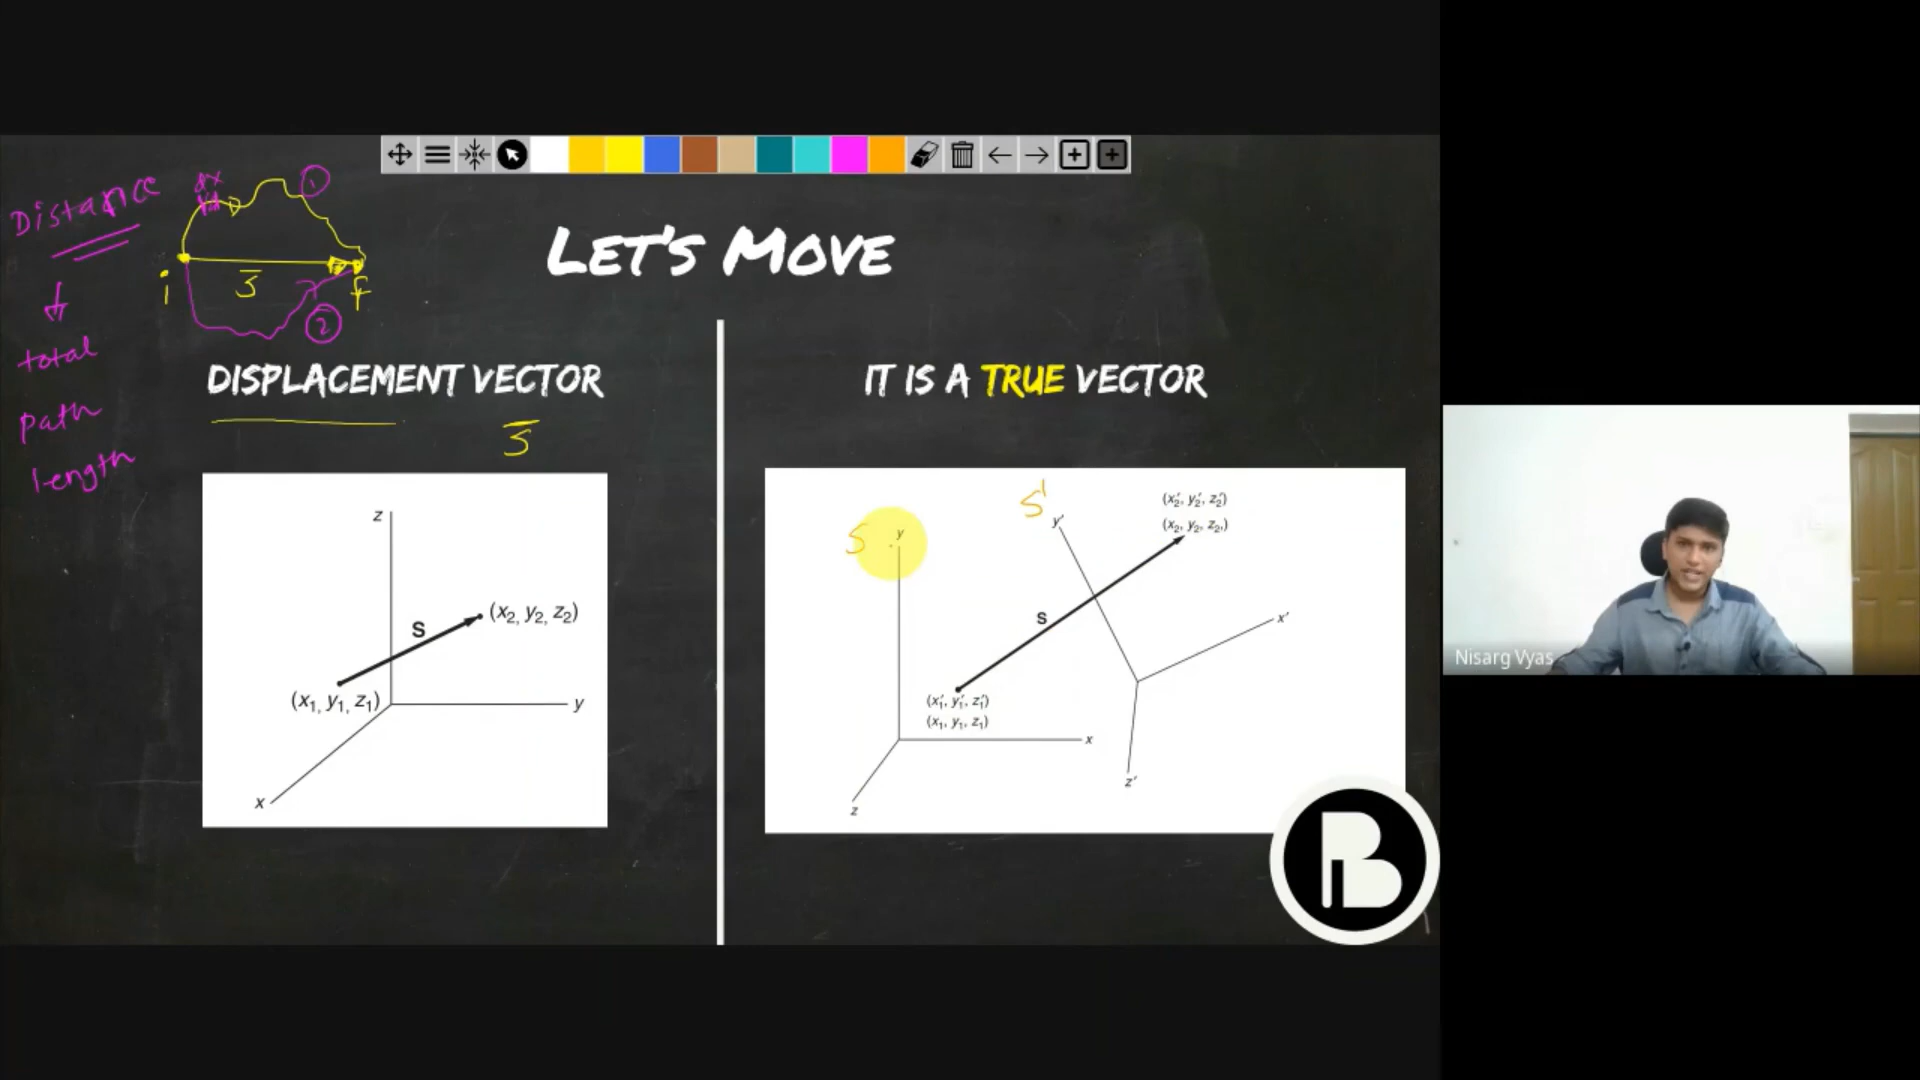 Distance
total
path
length
dx
1
i
S
f
2
LET'S MOVE
DISPLACEMENT VECTOR
S
z
S
(x₂, y₂, z₂)
(x₁, y₁, z₁)
y
x
IT IS A TRUE VECTOR
S
y
S'
y'
(x₂', y₂', z₂')
(x₂, y₂, z₂,)
S
x'
(x₁', y₁', z₁')
(x₁, y₁, z₁)
x
z'
z
B
Nisarg Vyas